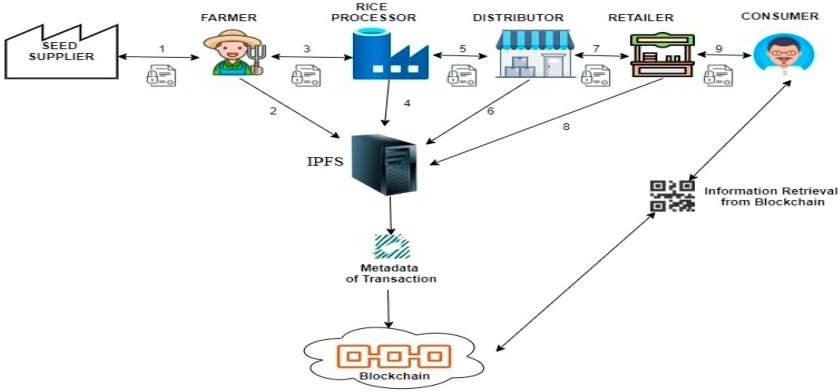 SEED
SUPPLIER
1
FARMER
3
RICE
PROCESSOR
5
DISTRIBUTOR
7
RETAILER
9
CONSUMER
2
4
6
8
IPFS
Information Retrieval
from Blockchain
Metadata
of Transaction
Blockchain